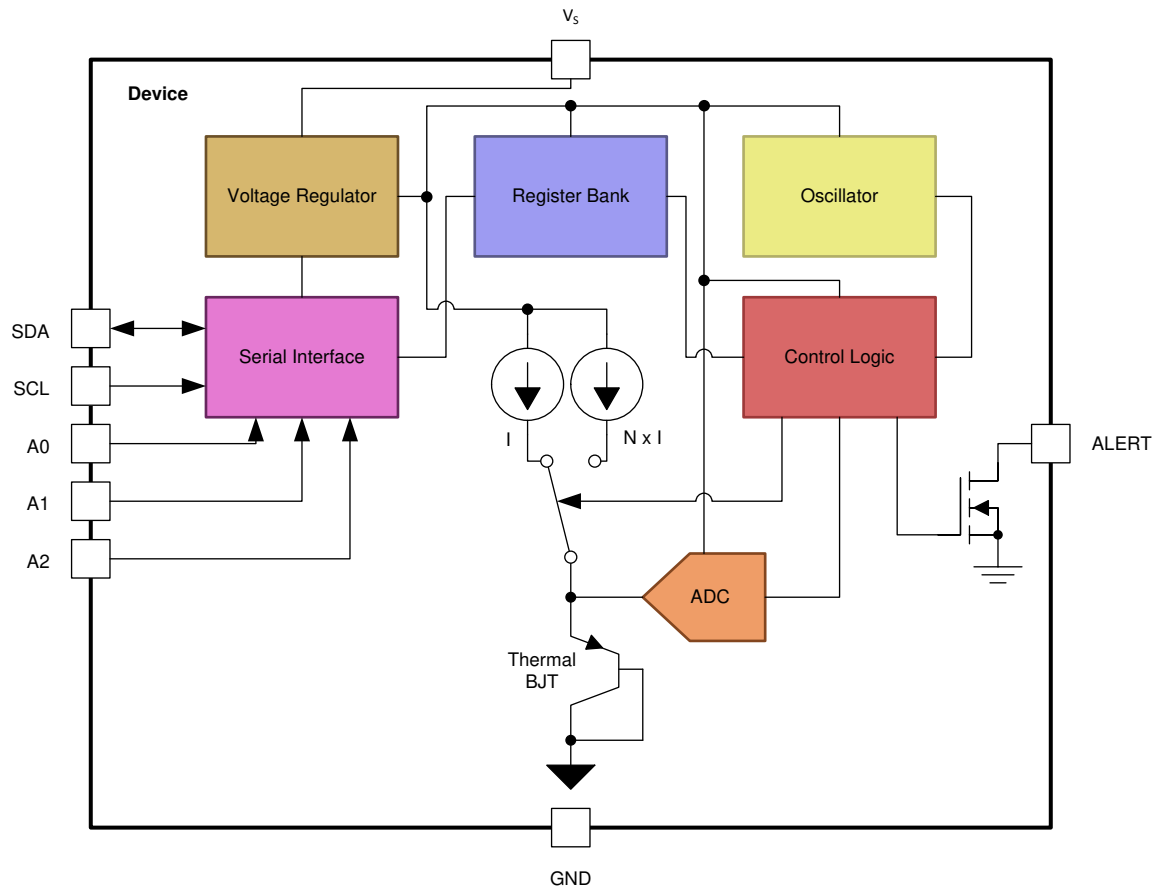 Vs
Device
Voltage Regulator
Register Bank
Oscillator
SDA
Serial Interface
Control Logic
SCL
A0
I
N x I
ALERT
A1
A2
ADC
Thermal
BJT
GND